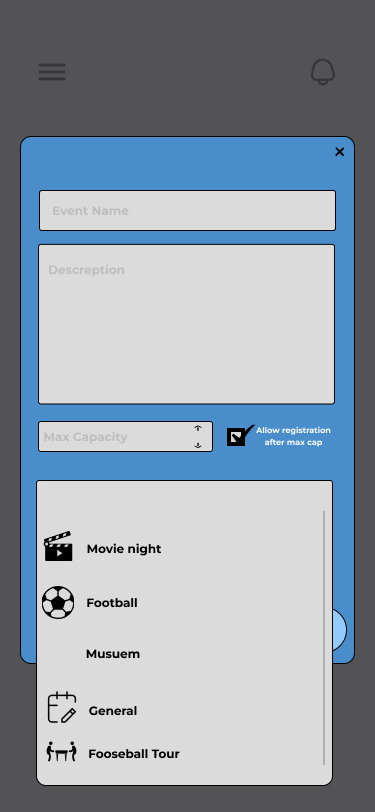 Event Name
Descreption
Max Capacity
Allow registration
after max cap
Movie night
Football
Musuem
General
Fooseball Tour